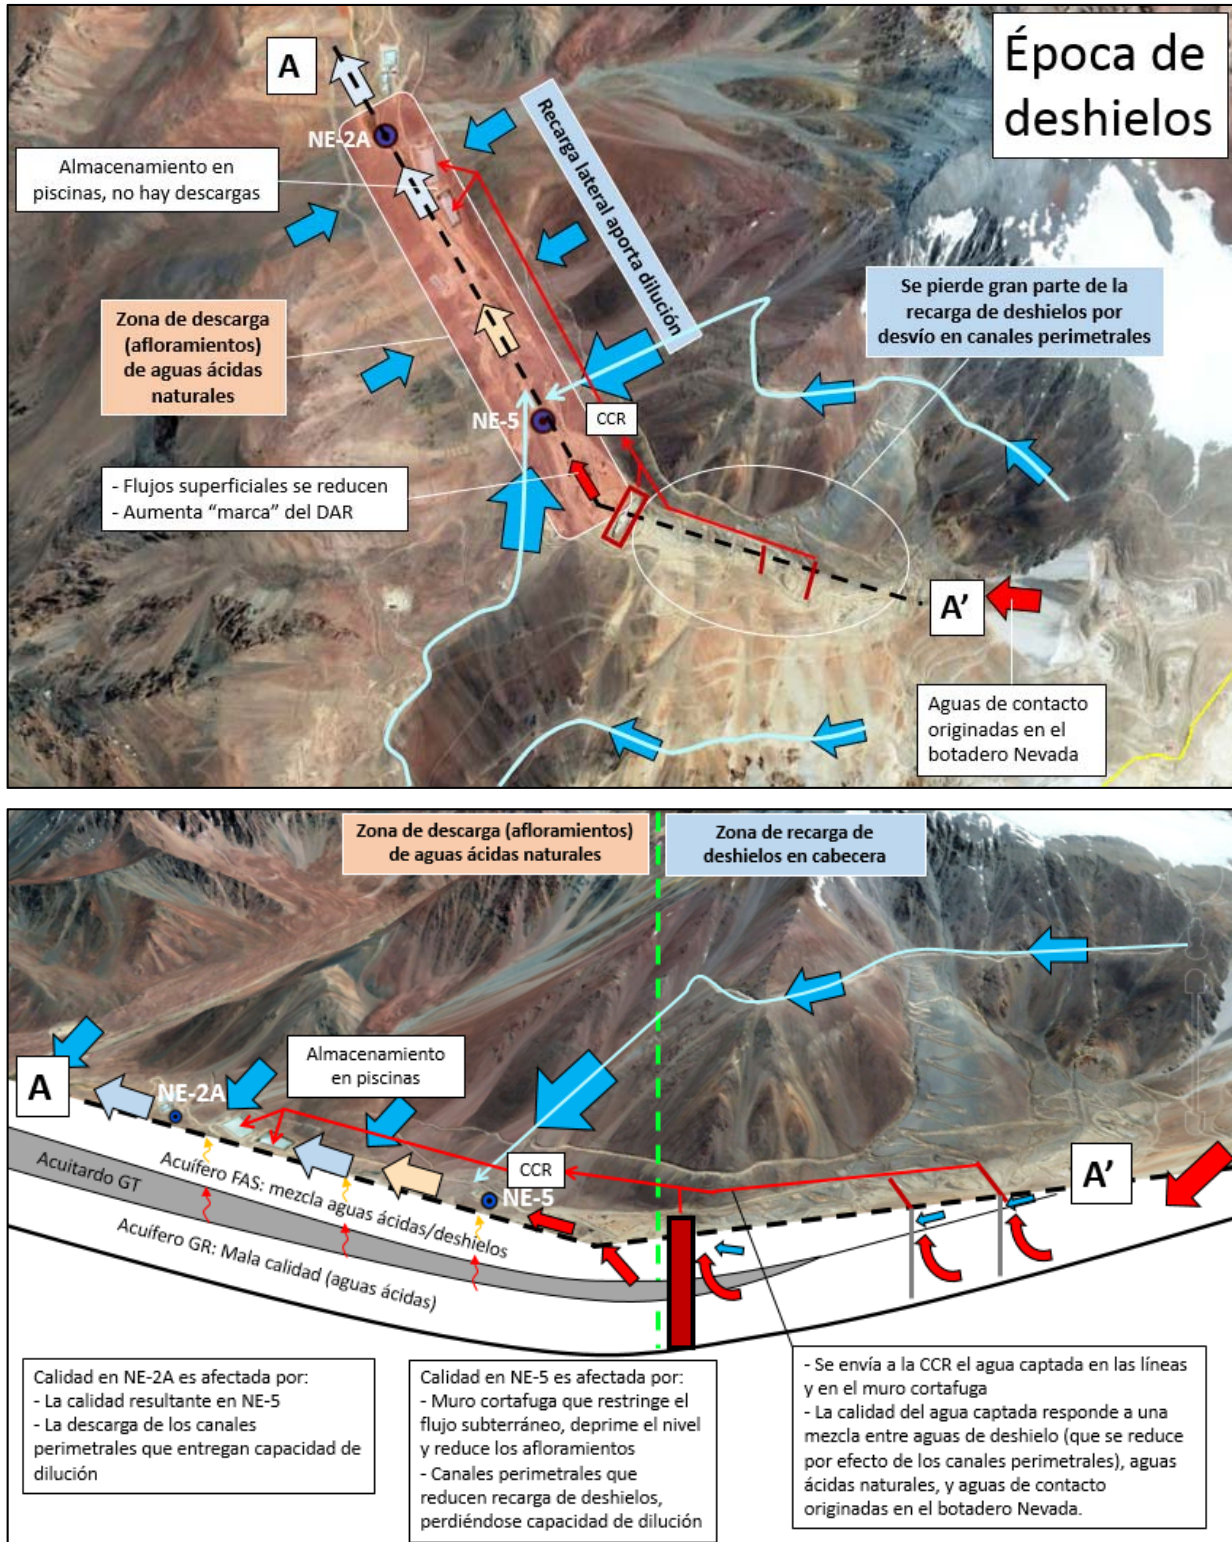 Época de
deshielos
A
NE-2A
Almacenamiento en
piscinas, no hay descargas
Recarga lateral aporta dilución
Se pierde gran parte de la
recarga de deshielos por
desvío en canales perimetrales
Zona de descarga
(afloramientos)
de aguas ácidas
naturales
NE-5
CCR
- Flujos superficiales se reducen
- Aumenta “marca” del DAR
A'
Aguas de contacto
originadas en el
botadero Nevada
Zona de descarga (afloramientos)
de aguas ácidas naturales
Zona de recarga de
deshielos en cabecera
A
NE-2A
Almacenamiento
en piscinas
CCR
NE-5
A'
Acuitardo GT
Acuífero FAS: mezcla aguas ácidas/deshielos
Acuífero GR: Mala calidad (aguas ácidas)
Calidad en NE-2A es afectada por:
- La calidad resultante en NE-5
- La descarga de los canales
perimetrales que entregan capacidad de
dilución
Calidad en NE-5 es afectada por:
- Muro cortafuga que restringe el
flujo subterráneo, deprime el nivel
y reduce los afloramientos
- Canales perimetrales que
reducen recarga de deshielos,
perdiéndose capacidad de dilución
- Se envía a la CCR el agua captada en las líneas
y en el muro cortafuga
- La calidad del agua captada responde a una
mezcla entre aguas de deshielo (que se reduce
por efecto de los canales perimetrales), aguas
ácidas naturales, y aguas de contacto
originadas en el botadero Nevada.